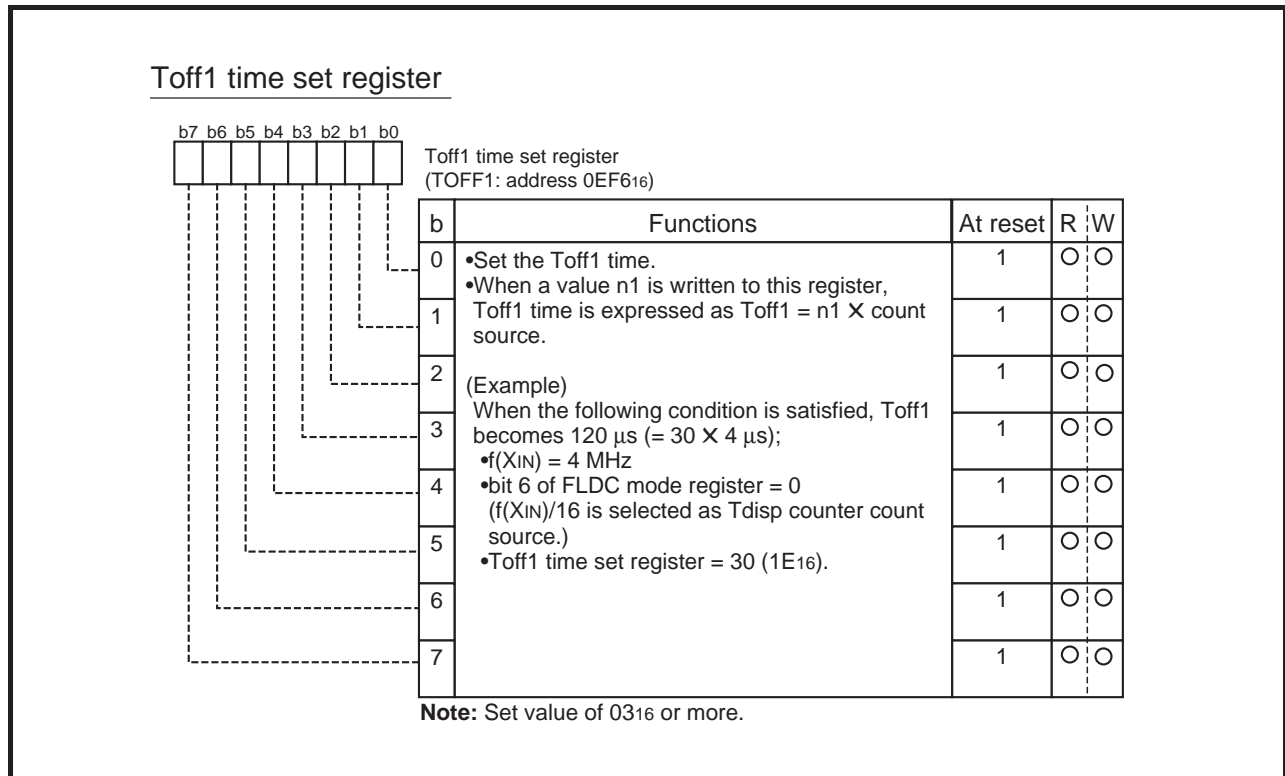 Toff1 time set register
b7 b6 b5 b4 b3 b2 b1 b0
Toff1 time set register
(TOFF1: address 0EF616)
b Functions At reset R W
0 •Set the Toff1 time. 1 O O
•When a value n1 is written to this register,
1 Toff1 time is expressed as Toff1 = n1 ✕ count 1 O O
source.
2 (Example) 1 O O
When the following condition is satisfied, Toff1
3 becomes 120 μs (= 30 ✕ 4 μs); 1 O O
•f(XIN) = 4 MHz
4 •bit 6 of FLDC mode register = 0 1 O O
(f(XIN)/16 is selected as Tdisp counter count
5 source.) 1 O O
•Toff1 time set register = 30 (1E16).
6 1 O O
7 1 O O
Note: Set value of 0316 or more.